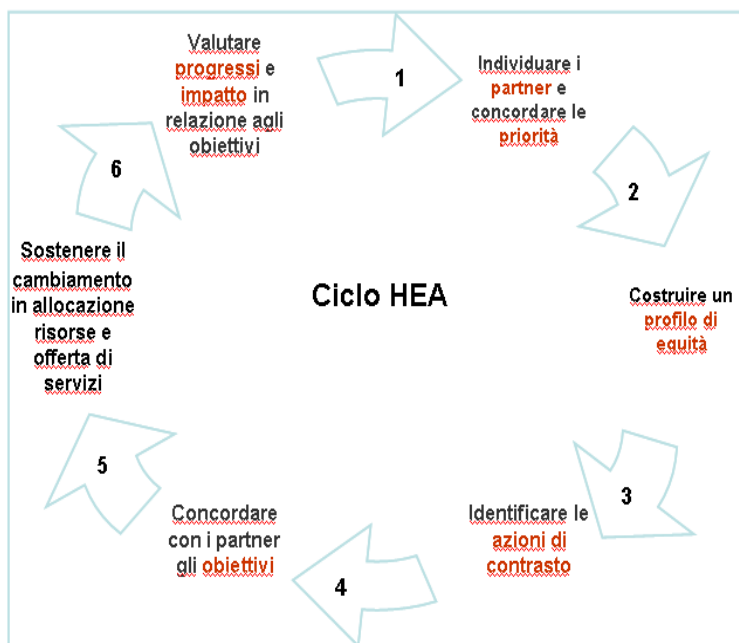 Valutare
progressi e
impatto in
relazione agli
obiettivi
1
Individuare i
partner e
concordare le
priorità
2
Costruire un
profilo di
equità
3
Identificare le
azioni di
contrasto
4
Concordare
con i partner
gli obiettivi
5
Sostenere il
cambiamento
in allocazione
risorse e
offerta di
servizi
6
Ciclo HEA